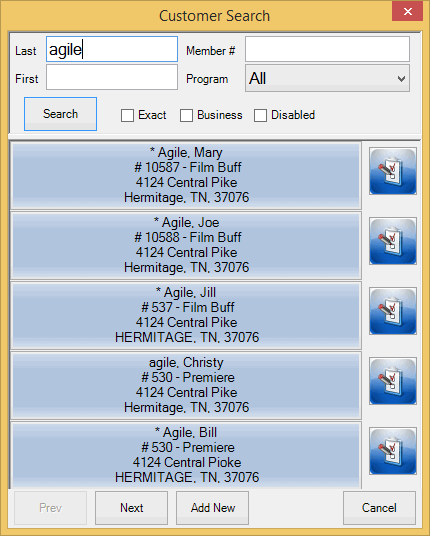 Customer Search
Last agile Member #
First Program All
Search Exact Business Disabled
* Agile, Mary
# 10587 - Film Buff
4124 Central Pike
Hermitage, TN, 37076
* Agile, Joe
# 10588 - Film Buff
4124 Central Pike
Hermitage, TN, 37076
* Agile, Jill
# 537 - Film Buff
4124 Central Pike
HERMITAGE, TN, 37076
agile, Christy
# 530 - Premiere
4124 Central Pike
Hermitage, TN, 37076
* Agile, Bill
# 530 - Premiere
4124 Central Pioke
HERMITAGE, TN, 37076
Prev Next Add New Cancel